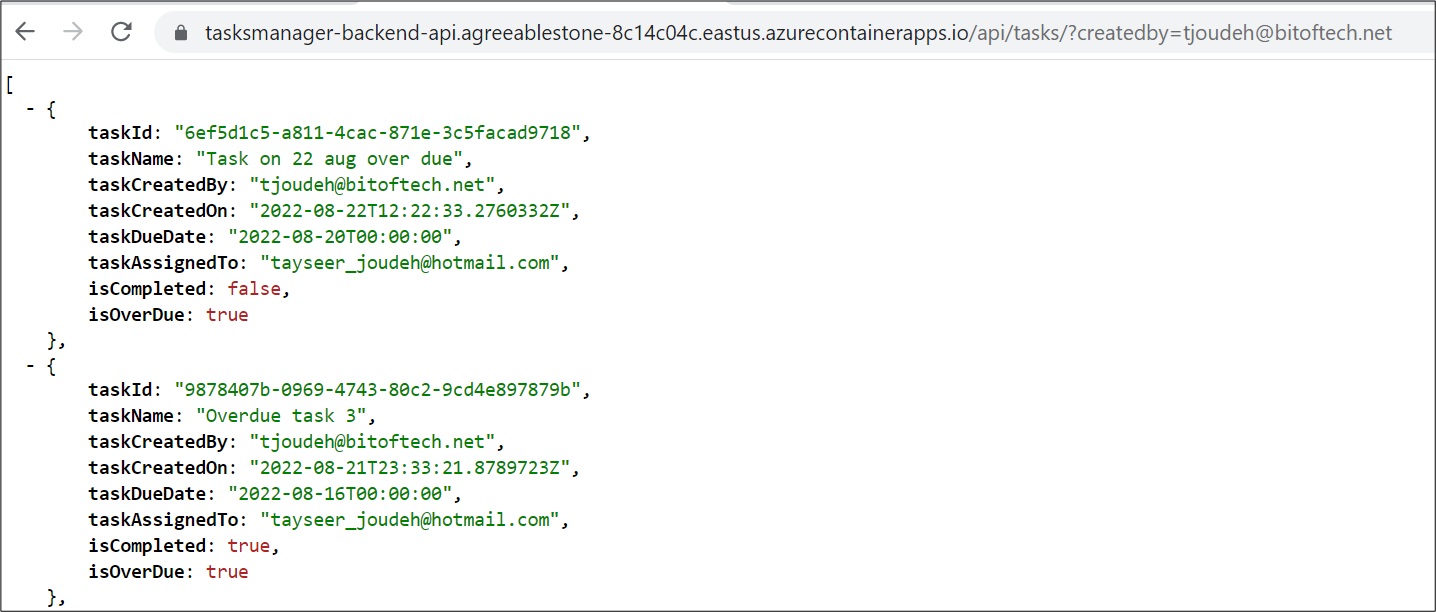 tasksmanager-backend-api.agreeablestone-8c14c04c.eastus.azurecontainerapps.io/api/tasks/?createdby=tjoudeh@bitoftech.net
[
- {
taskId: "6ef5d1c5-a811-4cac-871e-3c5facad9718",
taskName: "Task on 22 aug over due",
taskCreatedBy: "tjoudeh@bitoftech.net",
taskCreatedOn: "2022-08-22T12:22:33.2760332Z",
taskDueDate: "2022-08-20T00:00:00",
taskAssignedTo: "tayseer_joudeh@hotmail.com",
isCompleted: false,
isOverDue: true
},
- {
taskId: "9878407b-0969-4743-80c2-9cd4e897879b",
taskName: "Overdue task 3",
taskCreatedBy: "tjoudeh@bitoftech.net",
taskCreatedOn: "2022-08-21T23:33:21.8789723Z",
taskDueDate: "2022-08-16T00:00:00",
taskAssignedTo: "tayseer_joudeh@hotmail.com",
isCompleted: true,
isOverDue: true
},